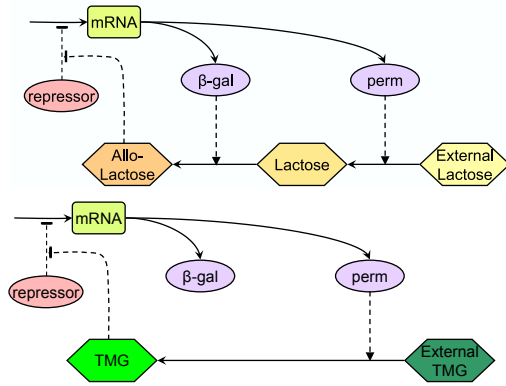 mRNA
β-gal
perm
repressor
Allo-
Lactose
Lactose
External
Lactose
mRNA
β-gal
perm
repressor
TMG
External
TMG